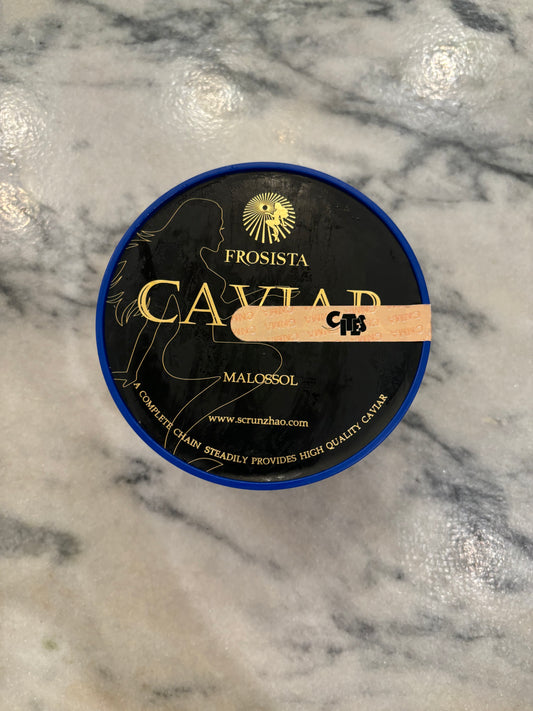 FROSISTA
CAVIAR
CITES
MALOSSOL
www.scrunzhao.com
A COMPLETE CHAIN STEADILY PROVIDES HIGH QUALITY CAVIAR